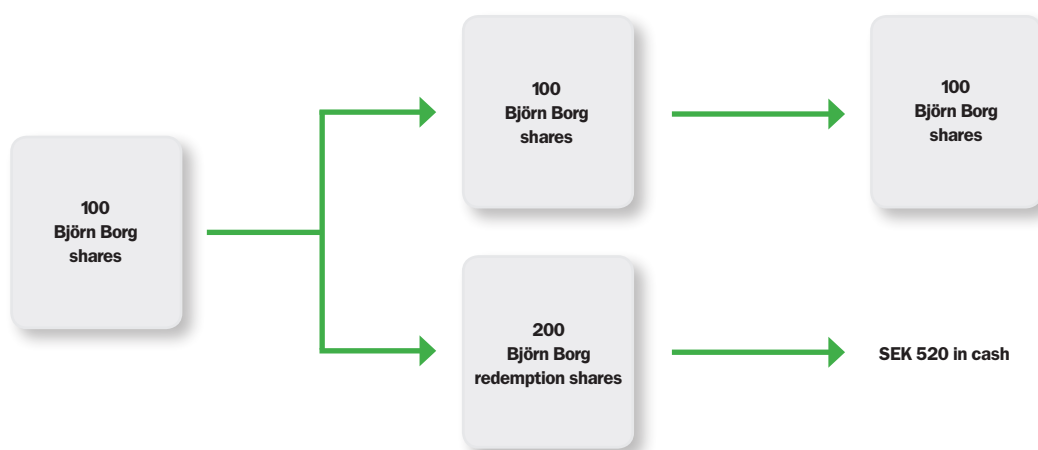 100
Björn Borg
shares
100
Björn Borg
shares
100
Björn Borg
shares
200
Björn Borg
redemption shares
SEK 520 in cash